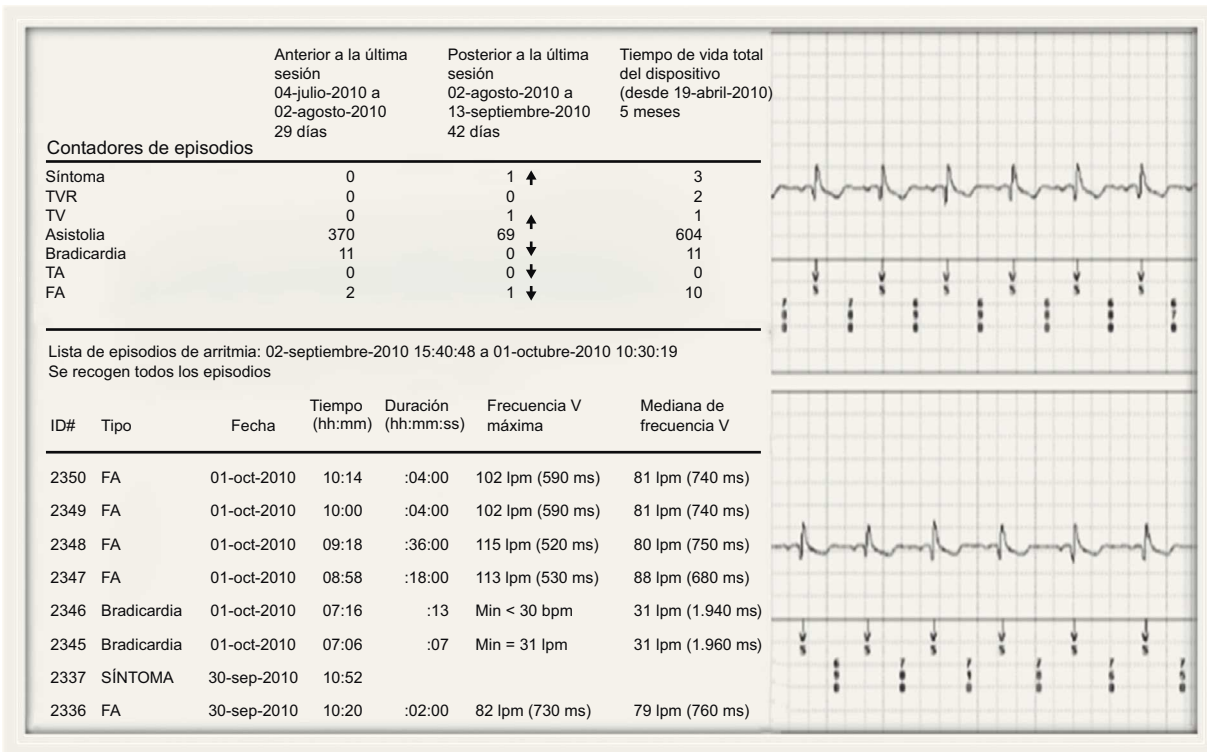 Anterior a la última sesión 04-julio-2010 a 02-agosto-2010 29 días
Posterior a la última sesión 02-agosto-2010 a 13-septiembre-2010 42 días
Tiempo de vida total del dispositivo (desde 19-abril-2010) 5 meses
Contadores de episodios
Síntoma 0 1 3
TVR 0 0 2
TV 0 1 1
Asistolia 370 69 604
Bradicardia 11 0 11
TA 0 0 0
FA 2 1 10
Lista de episodios de arritmia: 02-septiembre-2010 15:40:48 a 01-octubre-2010 10:30:19
Se recogen todos los episodios
ID# Tipo Fecha Tiempo (hh:mm) Duración (hh:mm:ss) Frecuencia V máxima Mediana de frecuencia V
2350 FA 01-oct-2010 10:14 :04:00 102 lpm (590 ms) 81 lpm (740 ms)
2349 FA 01-oct-2010 10:00 :04:00 102 lpm (590 ms) 81 lpm (740 ms)
2348 FA 01-oct-2010 09:18 :36:00 115 lpm (520 ms) 80 lpm (750 ms)
2347 FA 01-oct-2010 08:58 :18:00 113 lpm (530 ms) 88 lpm (680 ms)
2346 Bradicardia 01-oct-2010 07:16 :13 Min < 30 bpm 31 lpm (1.940 ms)
2345 Bradicardia 01-oct-2010 07:06 :07 Min = 31 lpm 31 lpm (1.960 ms)
2337 SÍNTOMA 30-sep-2010 10:52
2336 FA 30-sep-2010 10:20 :02:00 82 lpm (730 ms) 79 lpm (760 ms)